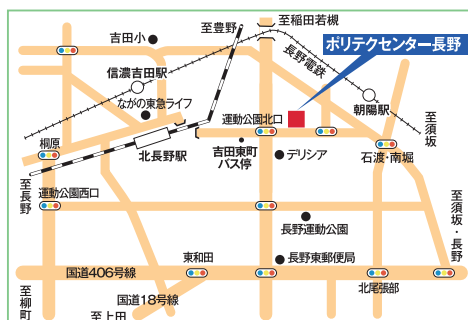 至稲田若槻
至豊野
吉田小
ポリテクセンター長野
長野電鉄
信濃吉田駅
ながの東急ライフ
朝陽駅
運動公園北口
至須坂
桐原
北長野駅
吉田東町
バス停
デリシア
石渡・南堀
至長野
運動公園西口
至須坂・長野
長野運動公園
東和田
長野東郵便局
国道406号線
北尾張部
国道18号線
至柳町
至上田